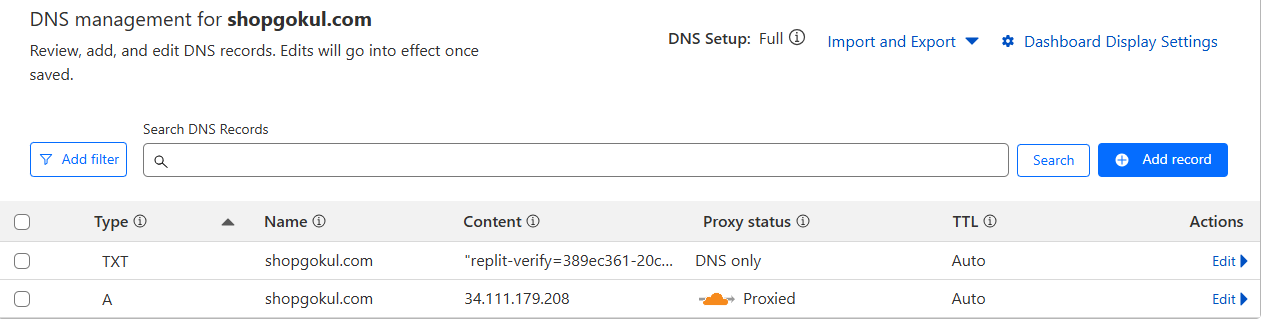 DNS management for shopgokul.com
Review, add, and edit DNS records. Edits will go into effect once
saved.
DNS Setup: Full
Import and Export
Dashboard Display Settings
Search DNS Records
Add filter
Search
Add record
Type Name Content Proxy status TTL Actions
TXT shopgokul.com "replit-verify=389ec361-20c... DNS only Auto Edit
A shopgokul.com 34.111.179.208 Proxied Auto Edit